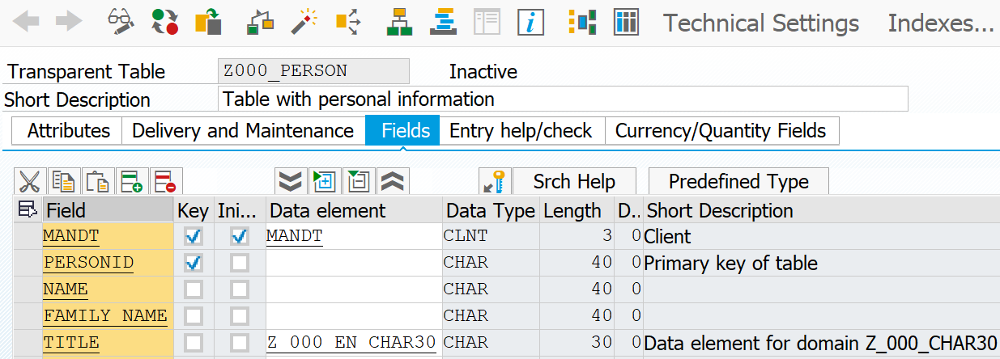 Technical Settings Indexes...
Transparent Table Z000_PERSON Inactive
Short Description Table with personal information
Attributes Delivery and Maintenance Fields Entry help/check Currency/Quantity Fields
Srch Help Predefined Type
Field Key Ini... Data element Data Type Length D.. Short Description
MANDT MANDT CLNT 3 0 Client
PERSONID CHAR 40 0 Primary key of table
NAME CHAR 40 0
FAMILY_NAME CHAR 40 0
TITLE Z_000_EN_CHAR30 CHAR 30 0 Data element for domain Z_000_CHAR30